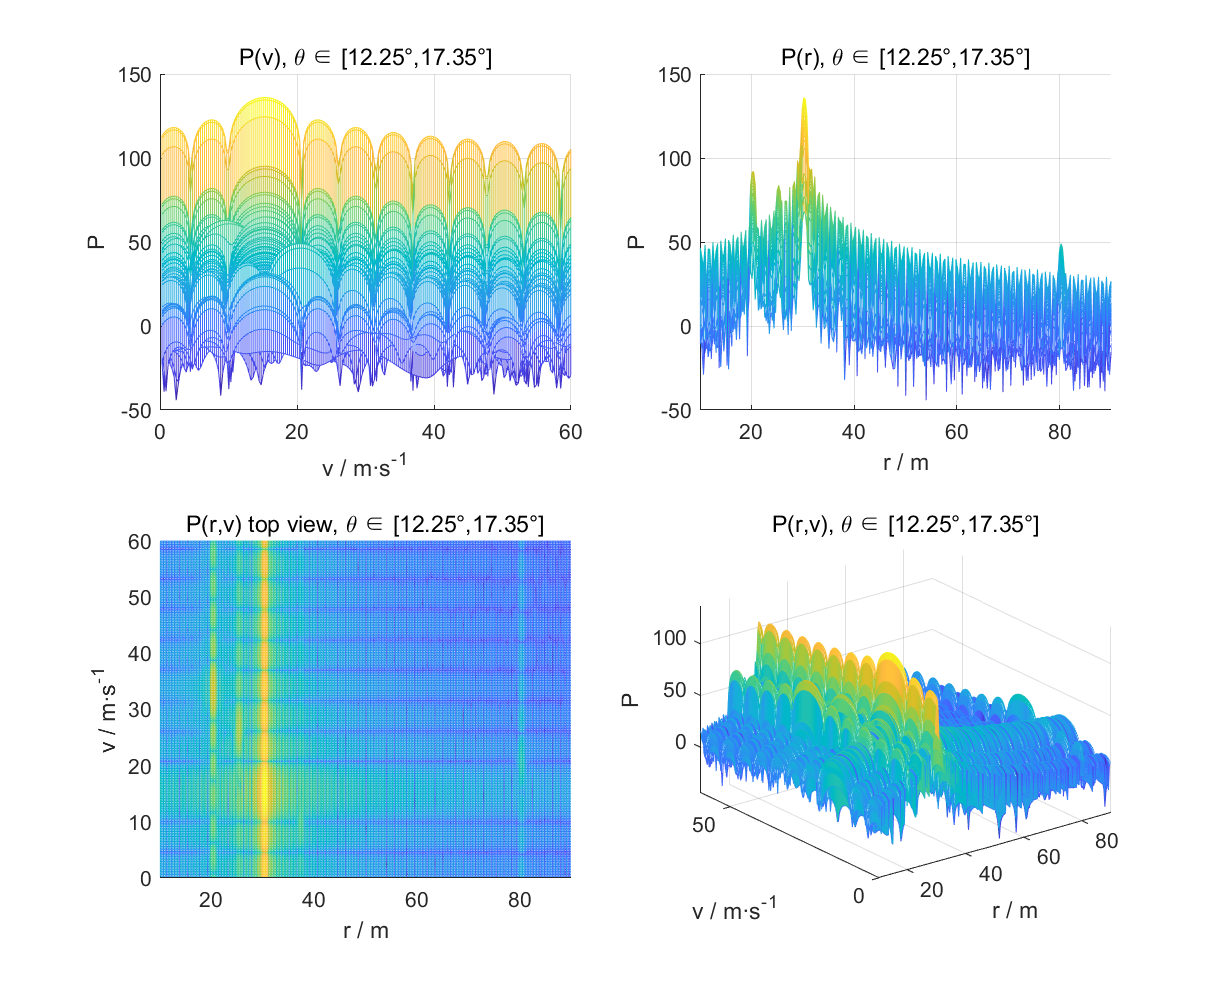 P(v), θ ∈ [12.25°,17.35°]
150
100
50
0
-50
P
0
20
40
60
v / m·s⁻¹
P(r), θ ∈ [12.25°,17.35°]
150
100
50
0
-50
P
20
40
60
80
r / m
P(r,v) top view, θ ∈ [12.25°,17.35°]
60
50
40
30
20
10
0
v / m·s⁻¹
20
40
60
80
r / m
P(r,v), θ ∈ [12.25°,17.35°]
100
50
0
P
50
0
v / m·s⁻¹
20
40
60
80
r / m